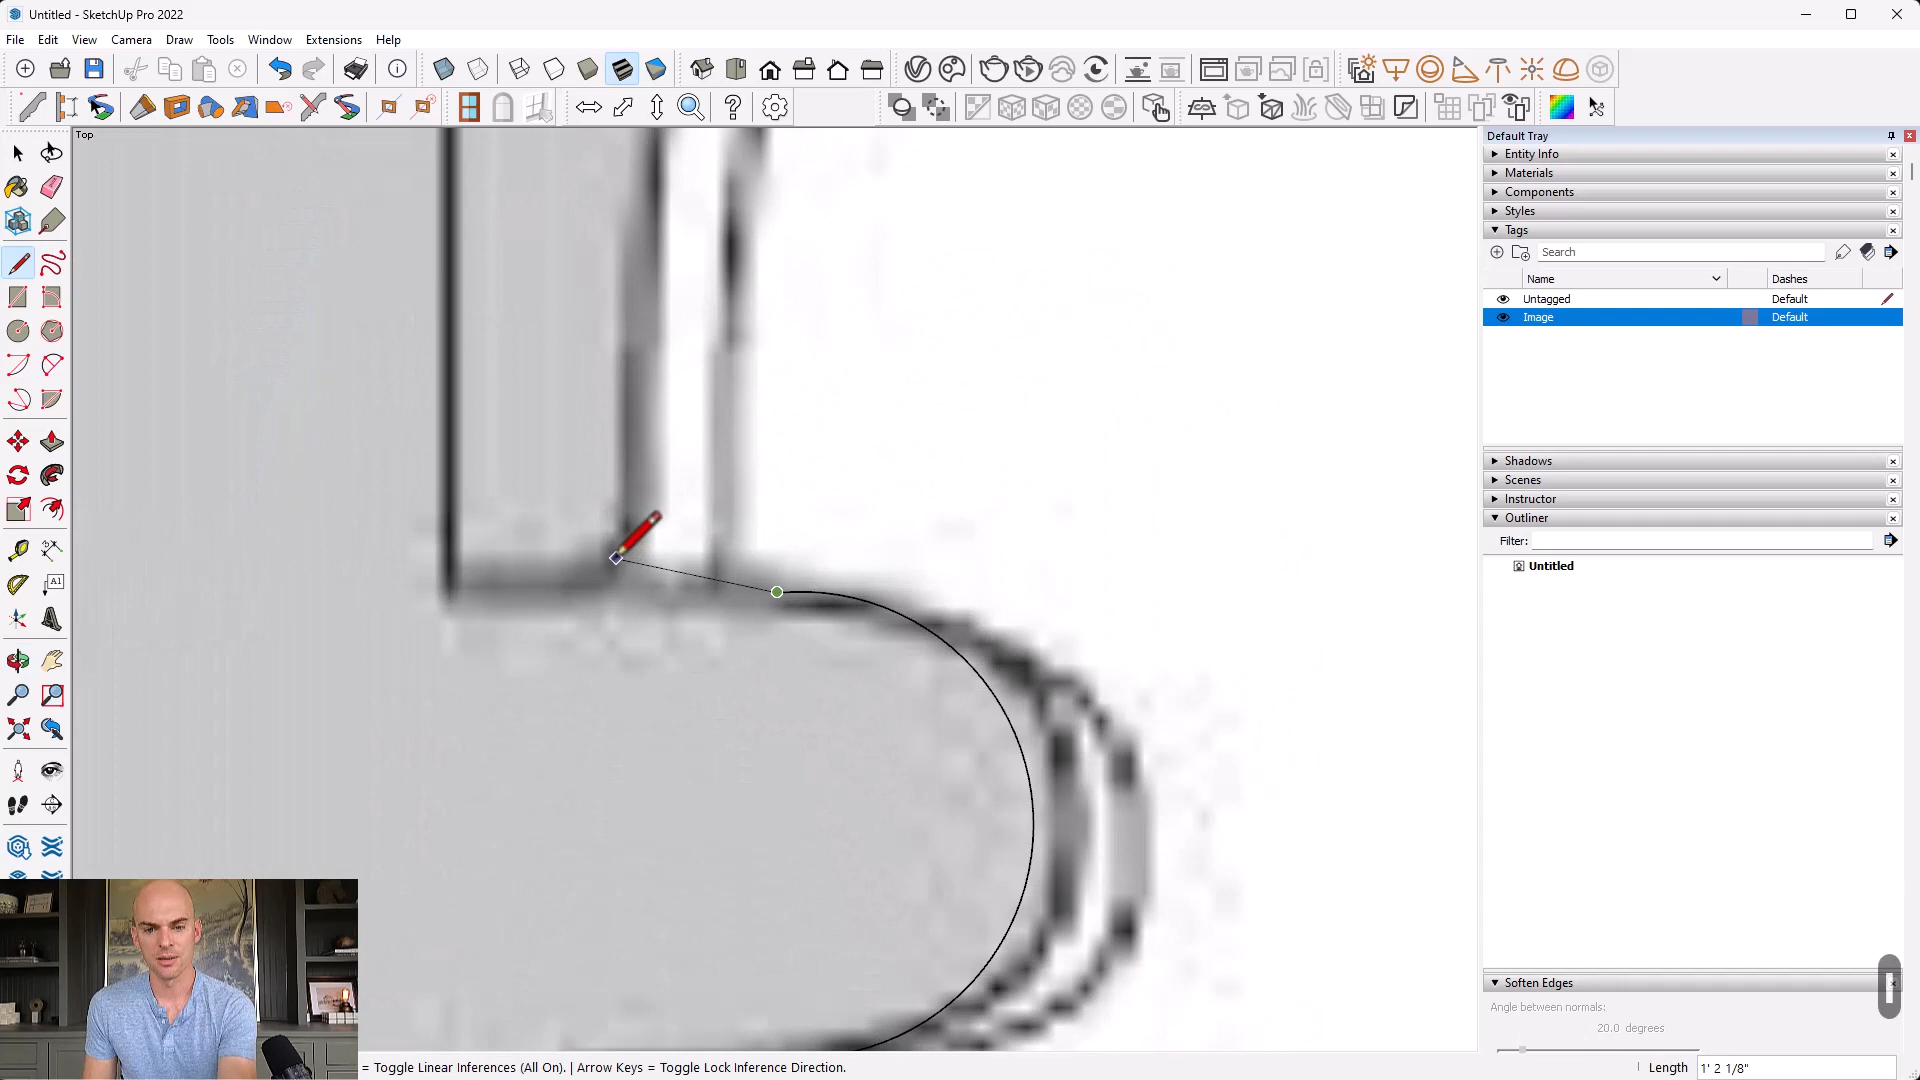 Untitled - SketchUp Pro 2022
File Edit View Camera Draw Tools Window Extensions Help
Top
Default Tray
Entity Info
Materials
Components
Styles
Tags
Search
Name Dashes
Untagged Default
Image Default
Shadows
Scenes
Instructor
Outliner
Filter:
Untitled
Soften Edges
Angle between normals:
20.0 degrees
= Toggle Linear Inferences (All On). | Arrow Keys = Toggle Lock Inference Direction.
Length 1' 2 1/8"